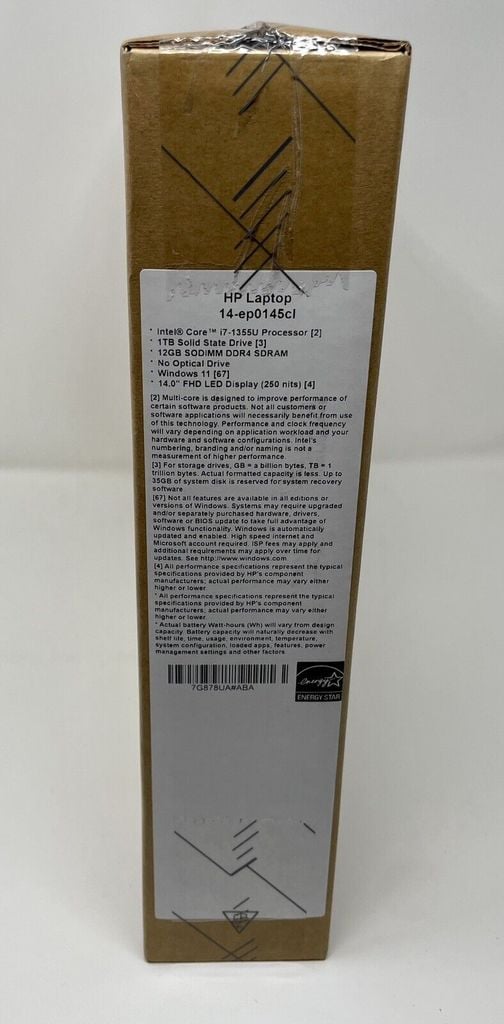 HP Laptop
14-ep0145cl
· Intel® Core™ i7-1355U Processor [2]
· 1TB Solid State Drive [3]
· 12GB SODIMM DDR4 SDRAM
· No Optical Drive
· Windows 11 [67]
· 14.0" FHD LED Display (250 nits) [4]
[2] Multi-core is designed to improve performance of
certain software products. Not all customers or
software applications will necessarily benefit from use
of this technology. Performance and clock frequency
will vary depending on application workload and your
hardware and software configurations. Intel's
numbering, branding and/or naming is not a
measurement of higher performance.
[3] For storage drives, GB = a billion bytes, TB = 1
trillion bytes. Actual formatted capacity is less. Up to
35GB of system disk is reserved for system recovery
software.
[67] Not all features are available in all editions or
versions of Windows. Systems may require upgraded
and/or separately purchased hardware, drivers,
software or BIOS update to take full advantage of
Windows functionality. Windows is automatically
updated and enabled. High speed internet and
Microsoft account required. ISP fees may apply and
additional requirements may apply over time for
updates. See http://www.windows.com
[4] All performance specifications represent the typical
specifications provided by HP's component
manufacturers; actual performance may vary either
higher or lower.
* All performance specifications represent the typical
specifications provided by HP's component
manufacturers; actual performance may vary either
higher or lower.
* Actual battery Watt-hours (Wh) will vary from design
capacity. Battery capacity will naturally decrease with
shelf life, time, usage, environment, temperature,
system configuration, loaded apps, features, power
management settings and other factors.
7G878UA#ABA
energy
ENERGY STAR